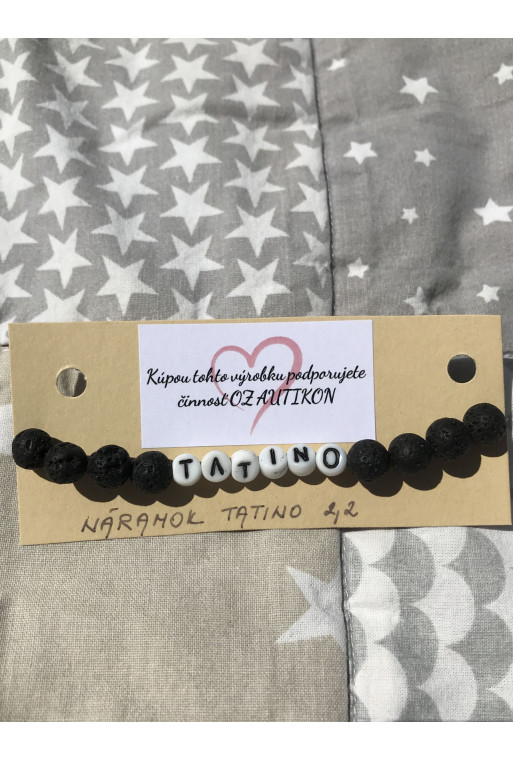 Kúpou tohto výrobku podporujete
činnosť OZ AUTIKON
TATINO
NÁRAMOK TATINO 2,2